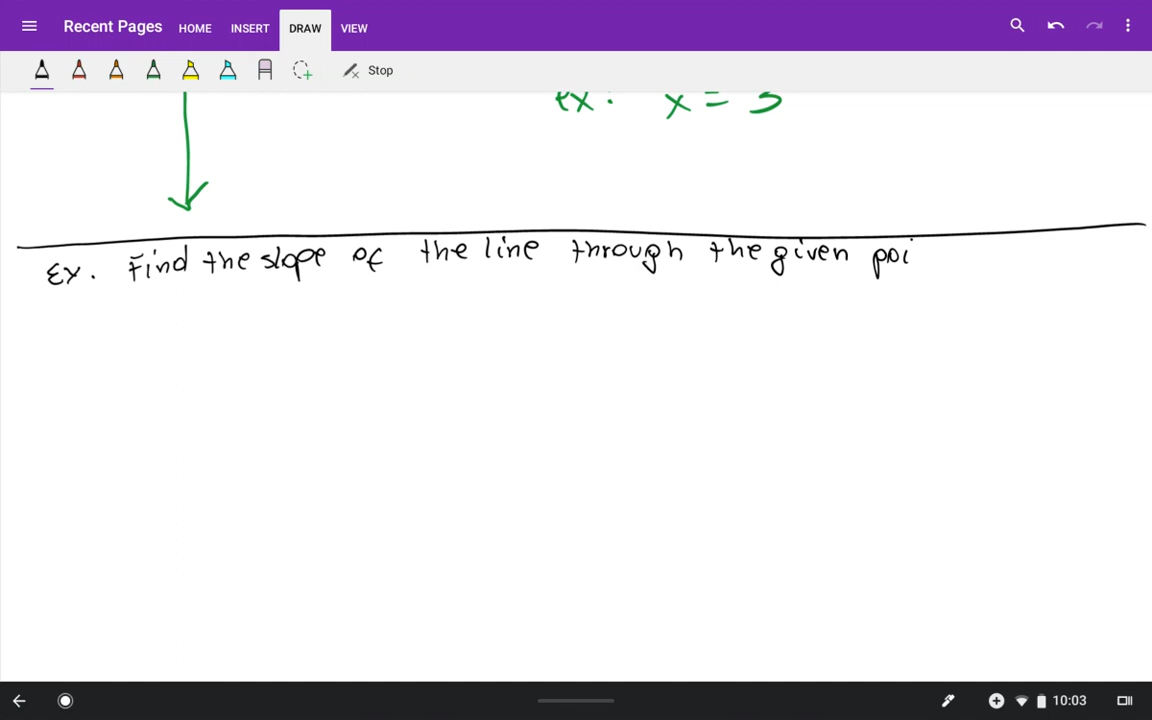 Recent Pages HOME INSERT DRAW VIEW
Stop
ex: x = 3
Ex. Find the slope of the line through the given poi
10:03